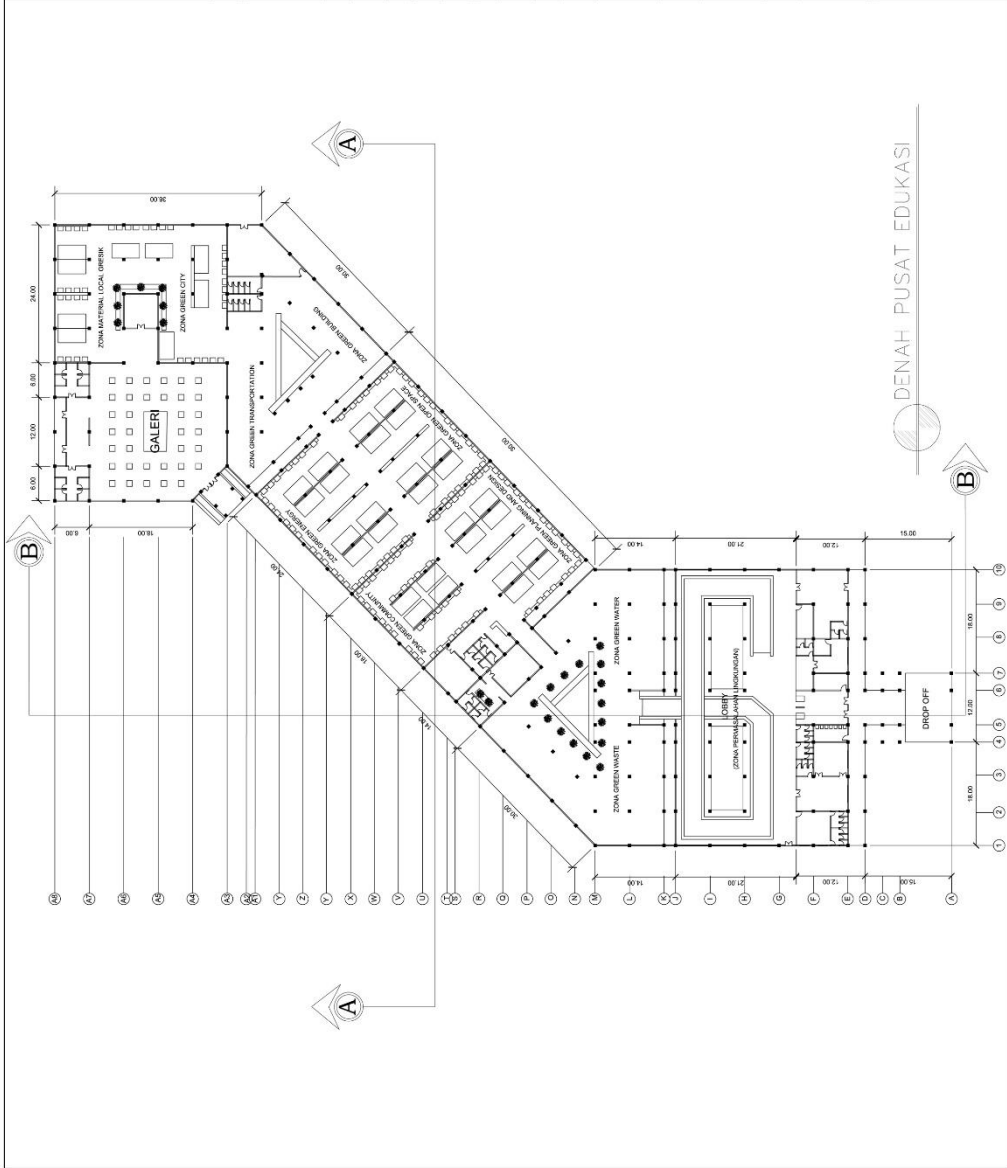 A
A
B
B
36.00
24.00
6.00
12.00
6.00
6.00
18.00
ZONA MATERIAL LOCAL GRESIK
ZONA GREEN CITY
GALERI
ZONA GREEN TRANSPORTATION
ZONA GREEN BUILDING
30.00
30.00
ZONA GREEN ENERGY
ZONA GREEN OPEN SPACE
ZONA GREEN COMMUNITY
ZONA GREEN PLANNING AND DESIGN
24.00
18.00
14.00
30.00
ZONA GREEN WASTE
ZONA GREEN WATER
LOBBY
(ZONA PERMASALAHAN LINGKUNGAN)
DROP OFF
14.00
21.00
12.00
15.00
14.00
21.00
12.00
15.00
18.00
12.00
18.00
A8
A7
A6
A5
A4
A3
A2
A1
Y
Z
Y
X
W
V
U
T
S
R
Q
P
O
N
M
L
K
J
I
H
G
F
E
D
C
B
A
1
2
3
4
5
6
7
8
9
10
DENAH PUSAT EDUKASI